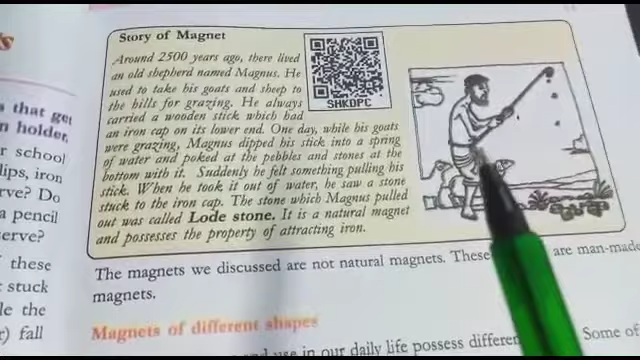 Story of Magnet
Around 2500 years ago, there lived
an old shepherd named Magnus. He
used to take his goats and sheep to
the hills for grazing. He always
carried a wooden stick which had
an iron cap on its lower end. One day, while his goats
were grazing, Magnus dipped his stick into a spring
of water and poked at the pebbles and stones at the
bottom with it. Suddenly he felt something pulling his
stick. When he took it out of water, he saw a stone
stuck to the iron cap. The stone which Magnus pulled
out was called Lode stone. It is a natural magnet
and possesses the property of attracting iron.
SHKDPC
that get
holder,
school
iron
Do
a pencil
serve?
these
stuck
the
fall
The magnets we discussed are not natural magnets. These are man-made
magnets.
Magnets of different shapes
use in our daily life possess Some of